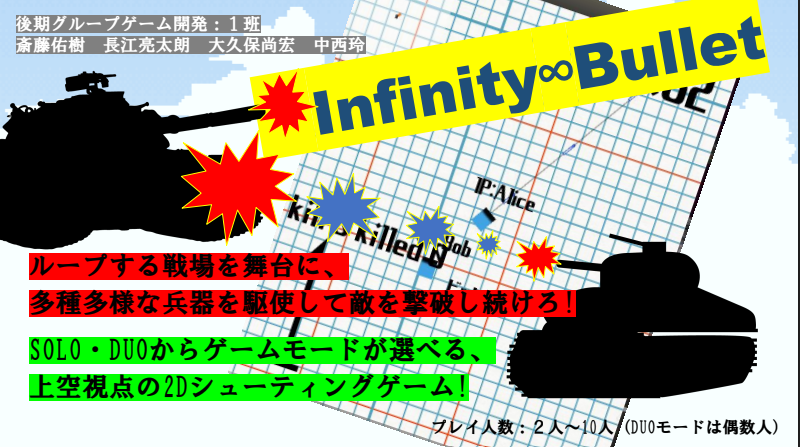 後期グループゲーム開発：１班
斎藤佑樹　長江亮太朗　大久保尚宏　中西玲
Infinity∞Bullet
1P:Alice
killed
ループする戦場を舞台に、
多種多様な兵器を駆使して敵を撃破し続けろ!
SOLO・DUOからゲームモードが選べる、
上空視点の2Dシューティングゲーム!
プレイ人数：２人～10人（DUOモードは偶数人）